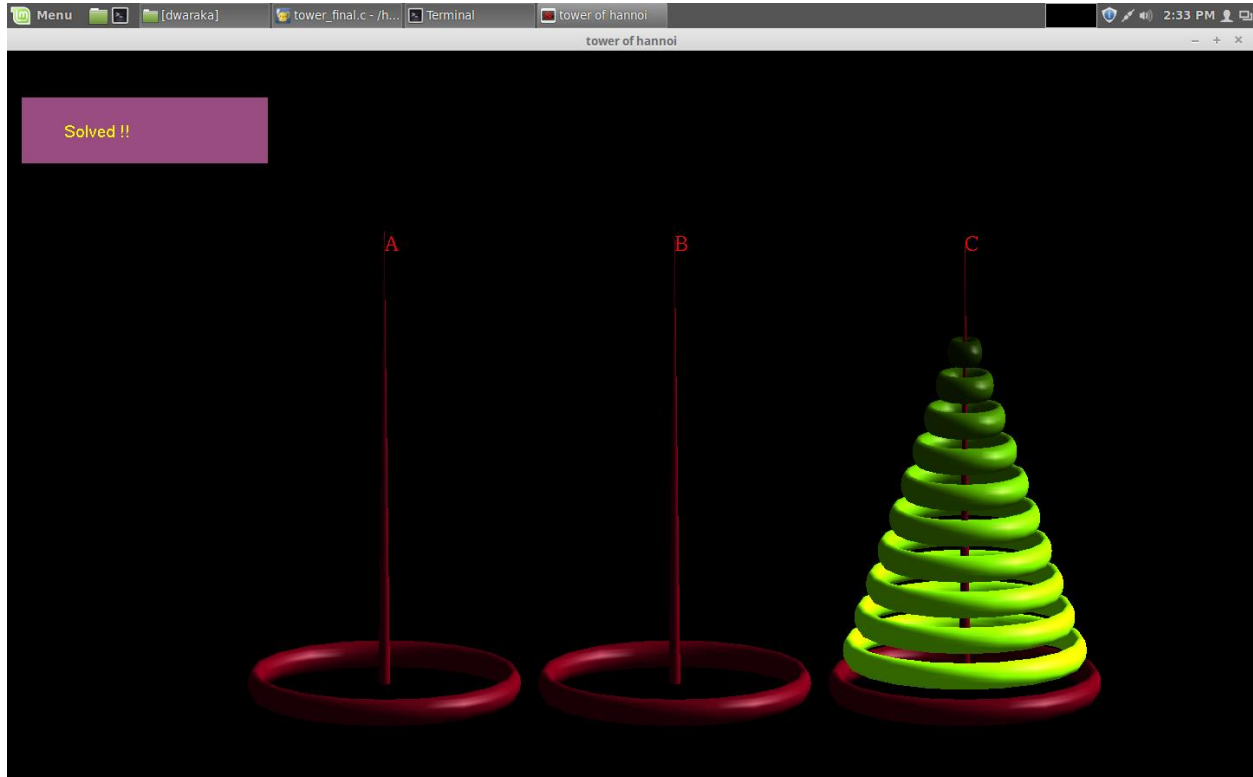 Menu [dwaraka] tower_final.c - /h... Terminal tower of hannoi 2:33 PM
tower of hannoi
Solved !!
A B C